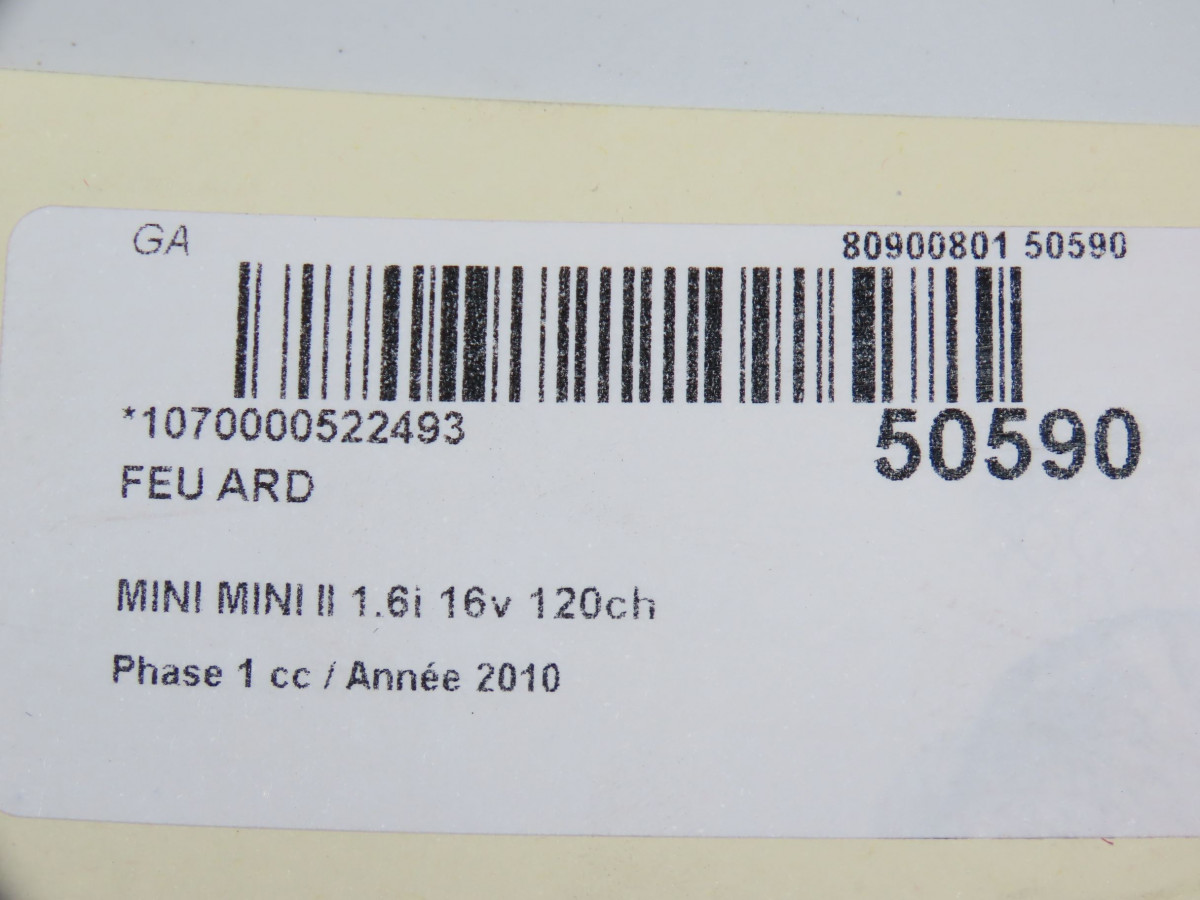 GA 80900801 50590
*1070000522493 50590
FEU ARD
MINI MINI II 1.6i 16v 120ch
Phase 1 cc / Année 2010